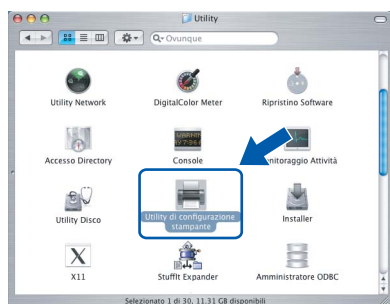 Utility
Ovunque
Utility Network
DigitalColor Meter
Ripristino Software
Accesso Directory
Console
nitoraggio Attività
Utility Disco
Utility di configurazione
stampante
Installer
X11
StuffIt Expander
Amministratore ODBC
Selezionato 1 di 30, 11.31 GB disponibili